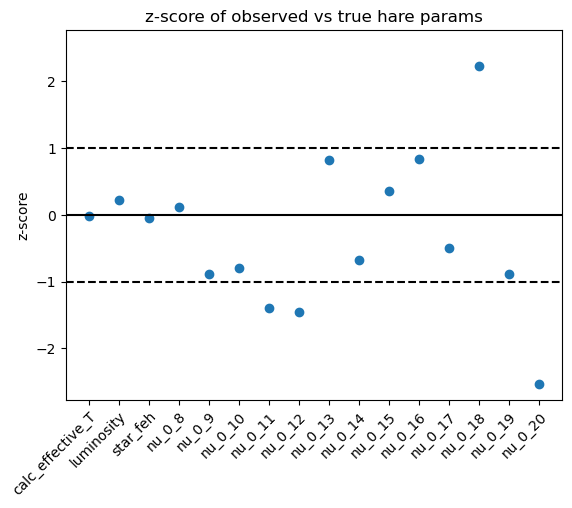 z-score of observed vs true hare params
z-score
2
1
0
−1
−2
calc_effective_T
luminosity
star_feh
nu_0_8
nu_0_9
nu_0_10
nu_0_11
nu_0_12
nu_0_13
nu_0_14
nu_0_15
nu_0_16
nu_0_17
nu_0_18
nu_0_19
nu_0_20